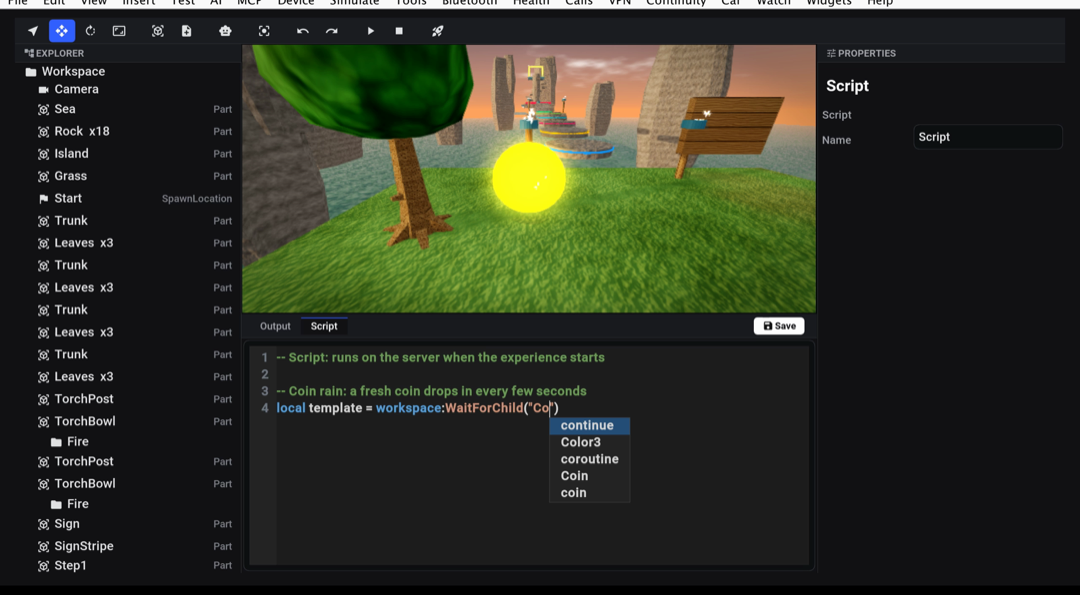 File Edit View Insert Test AI MCP Device Simulate Tools Bluetooth Health Calls VPN Continuity Car Watch Widgets Help
EXPLORER
Workspace
Camera
Sea Part
Rock x18 Part
Island Part
Grass Part
Start SpawnLocation
Trunk Part
Leaves x3 Part
Trunk Part
Leaves x3 Part
Trunk Part
Leaves x3 Part
Trunk Part
Leaves x3 Part
TorchPost Part
TorchBowl Part
Fire
TorchPost Part
TorchBowl Part
Fire
Sign Part
SignStripe Part
Step1 Part
Output Script Save
1 -- Script: runs on the server when the experience starts
2
3 -- Coin rain: a fresh coin drops in every few seconds
4 local template = workspace:WaitForChild("Co")
continue
Color3
coroutine
Coin
coin
PROPERTIES
Script
Script
Name Script